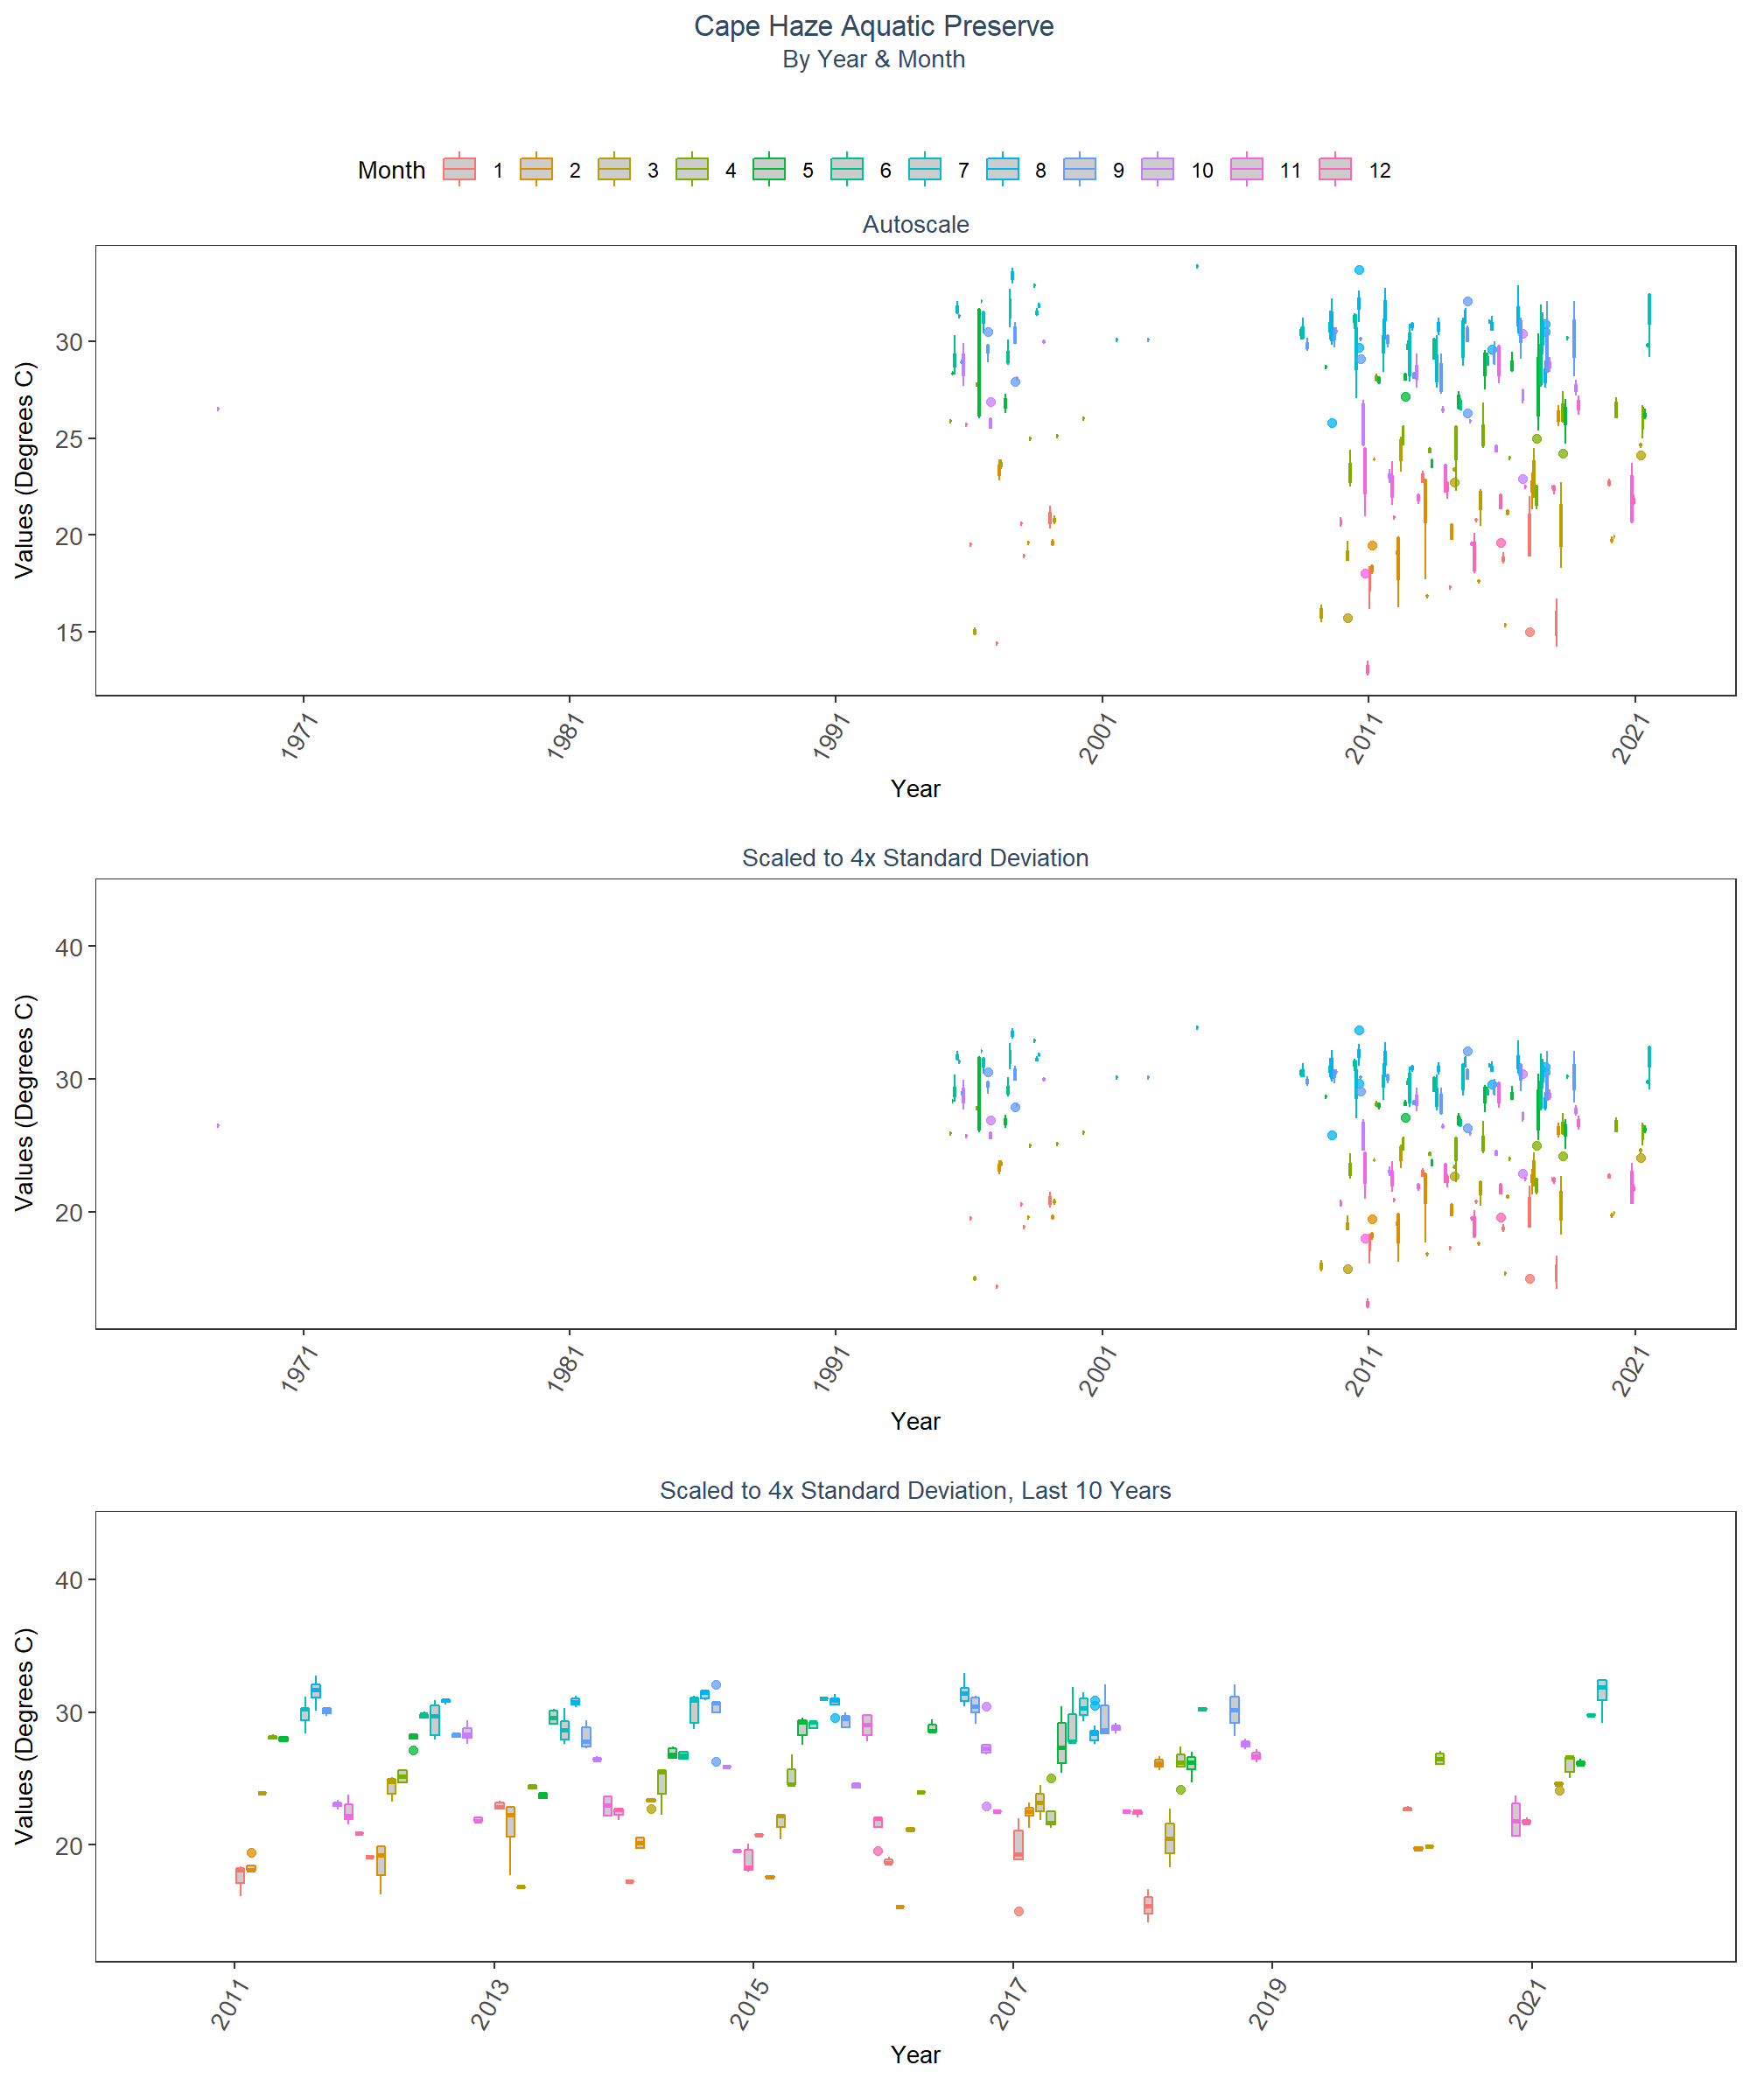 Cape Haze Aquatic Preserve
By Year & Month
Month 1 2 3 4 5 6 7 8 9 10 11 12
Autoscale
Values (Degrees C)
30
25
20
15
1971 1981 1991 2001 2011 2021
Year
Scaled to 4x Standard Deviation
Values (Degrees C)
40
30
20
1971 1981 1991 2001 2011 2021
Year
Scaled to 4x Standard Deviation, Last 10 Years
Values (Degrees C)
40
30
20
2011 2013 2015 2017 2019 2021
Year